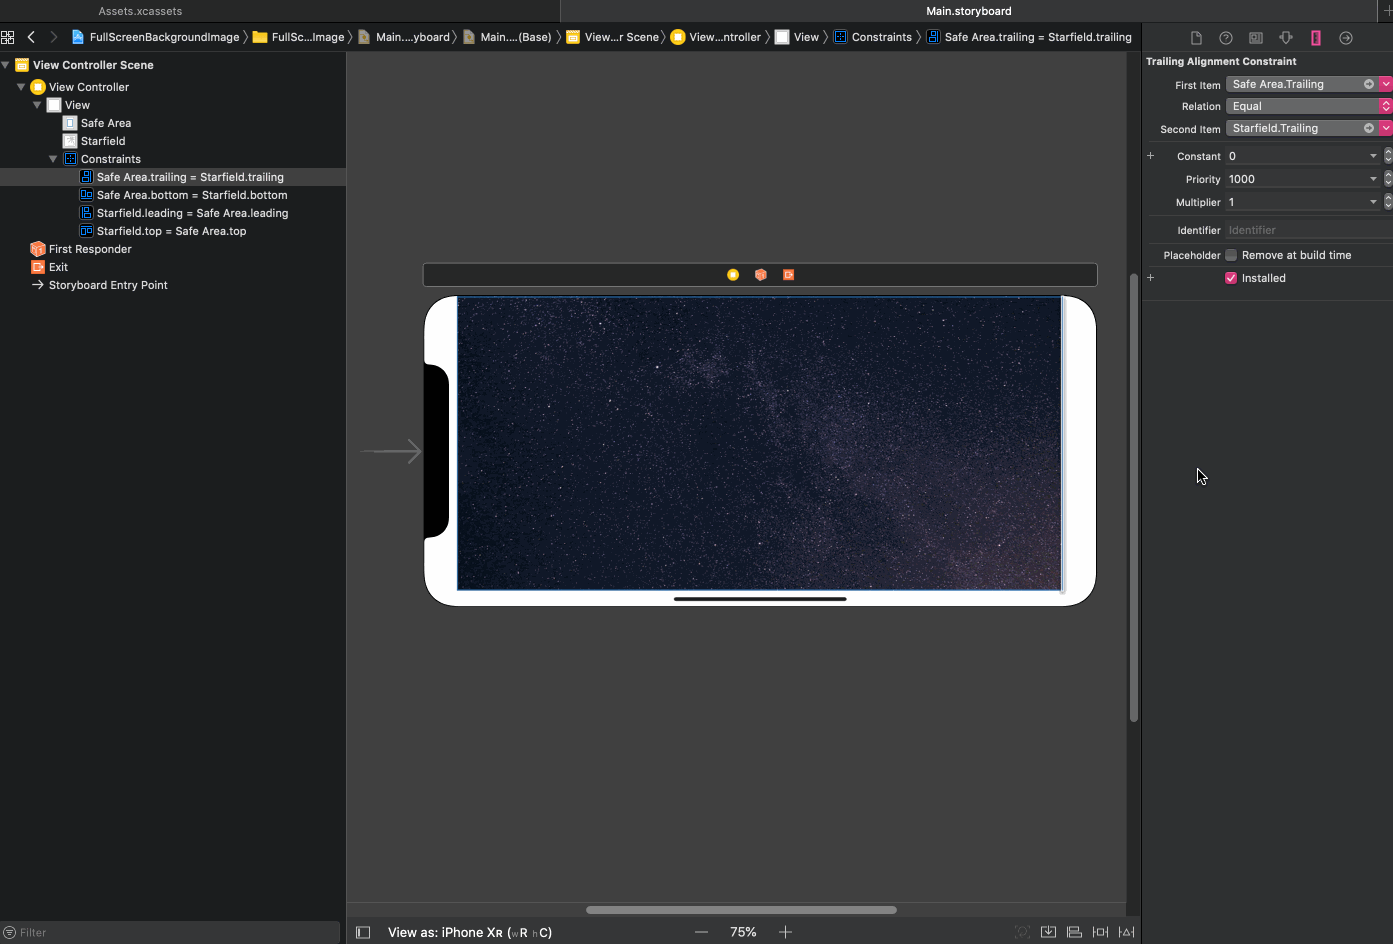 Assets.xcassets
Main.storyboard
FullScreenBackgroundImage
FullSc...Image
Main....yboard
Main....(Base)
View...r Scene
View...ntroller
View
Constraints
Safe Area.trailing = Starfield.trailing
View Controller Scene
View Controller
View
Safe Area
Starfield
Constraints
Safe Area.trailing = Starfield.trailing
Safe Area.bottom = Starfield.bottom
Starfield.leading = Safe Area.leading
Starfield.top = Safe Area.top
First Responder
Exit
Storyboard Entry Point
Filter
View as: iPhone XR (wR hC)
75%
Trailing Alignment Constraint
First Item Safe Area.Trailing
Relation Equal
Second Item Starfield.Trailing
Constant 0
Priority 1000
Multiplier 1
Identifier Identifier
Placeholder Remove at build time
Installed